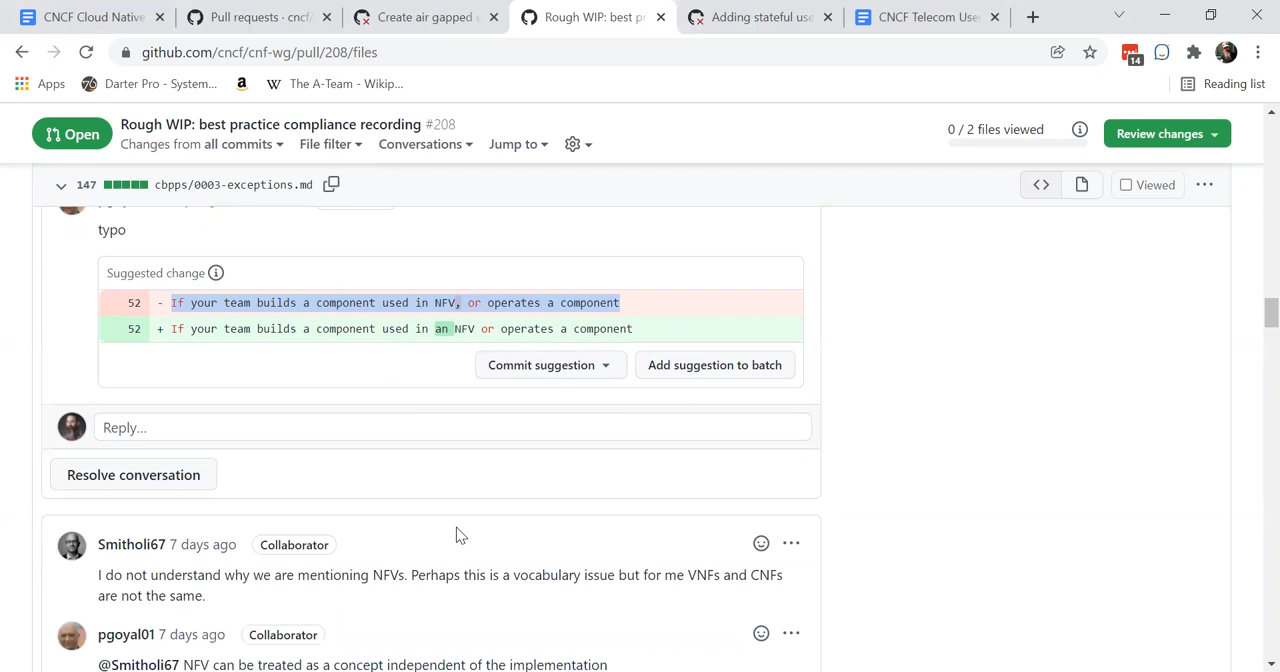 CNCF Cloud Native
Pull requests · cncf/
Create air gapped e
Rough WIP: best pr
Adding stateful use
CNCF Telecom Use
github.com/cncf/cnf-wg/pull/208/files
14
Apps
Darter Pro - System...
The A-Team - Wikip...
Reading list
Open
Rough WIP: best practice compliance recording #208
Changes from all commits
File filter
Conversations
Jump to
0 / 2 files viewed
Review changes
147
cbpps/0003-exceptions.md
Viewed
typo
Suggested change
52 - If your team builds a component used in NFV, or operates a component
52 + If your team builds a component used in an NFV or operates a component
Commit suggestion
Add suggestion to batch
Reply...
Resolve conversation
Smitholi67 7 days ago Collaborator
I do not understand why we are mentioning NFVs. Perhaps this is a vocabulary issue but for me VNFs and CNFs
are not the same.
pgoyal01 7 days ago Collaborator
@Smitholi67 NFV can be treated as a concept independent of the implementation